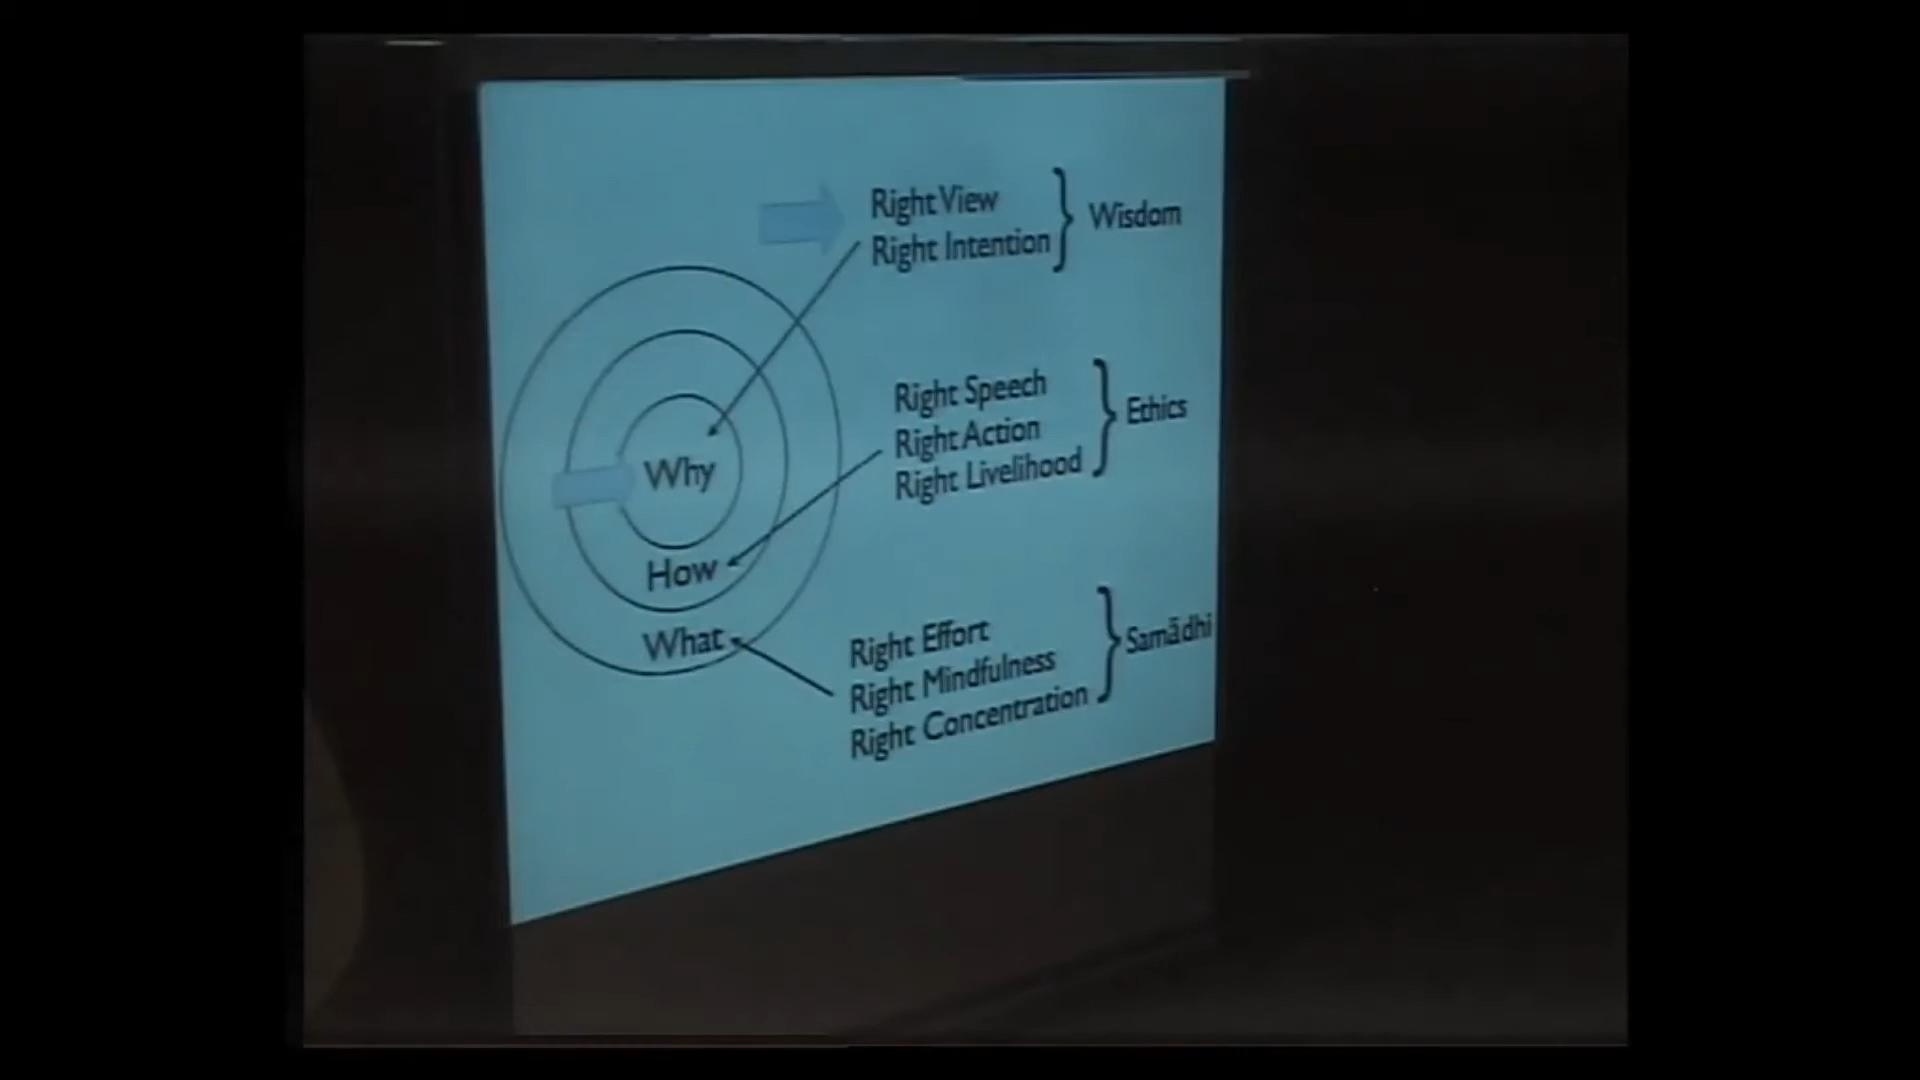 Right View
Right Intention
Wisdom
Right Speech
Right Action
Right Livelihood
Ethics
Why
How
What
Right Effort
Right Mindfulness
Right Concentration
Samādhi